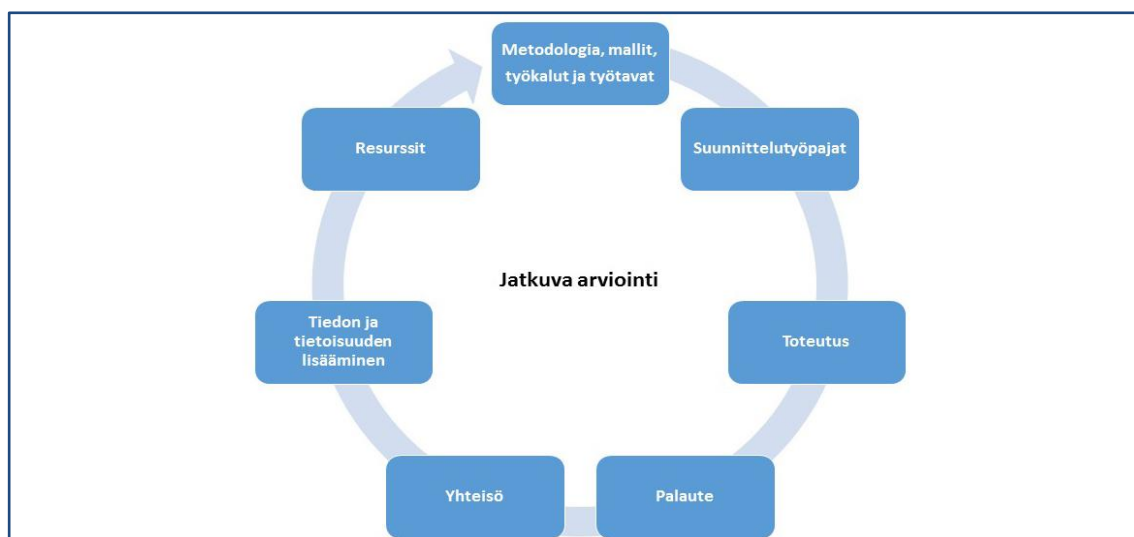 Metodologia, mallit,
työkalut ja työtavat
Suunnittelutyöpajat
Toteutus
Palaute
Yhteisö
Tiedon ja
tietoisuuden
lisääminen
Resurssit
Jatkuva arviointi